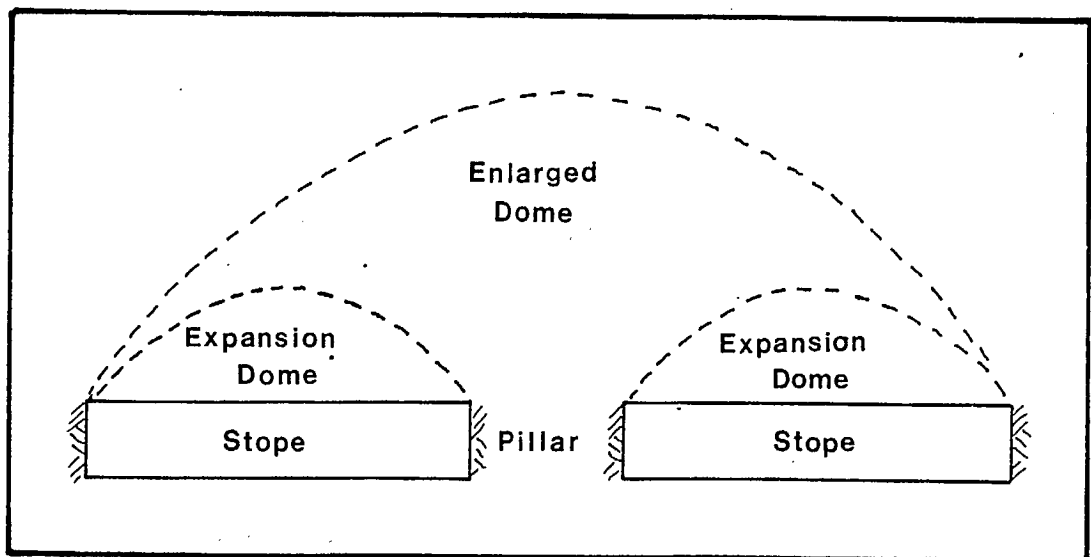 Enlarged
Dome
Expansion
Dome
Expansion
Dome
Stope
Pillar
Stope